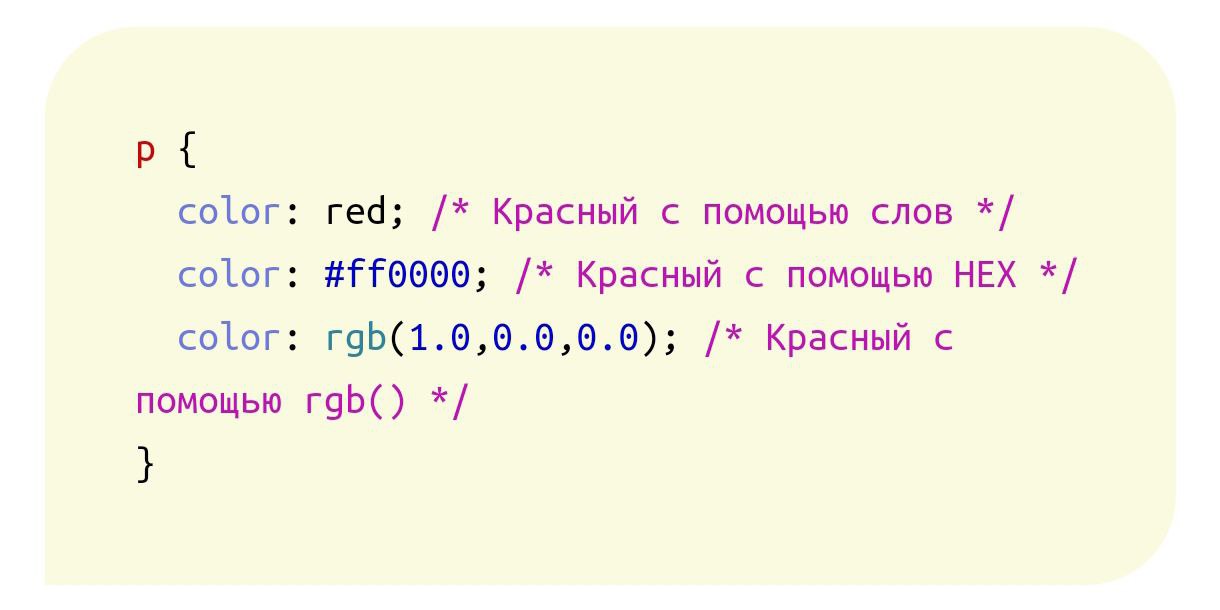 p {
  color: red; /* Красный с помощью слов */
  color: #ff0000; /* Красный с помощью HEX */
  color: rgb(1.0,0.0,0.0); /* Красный с
помощью rgb() */
}